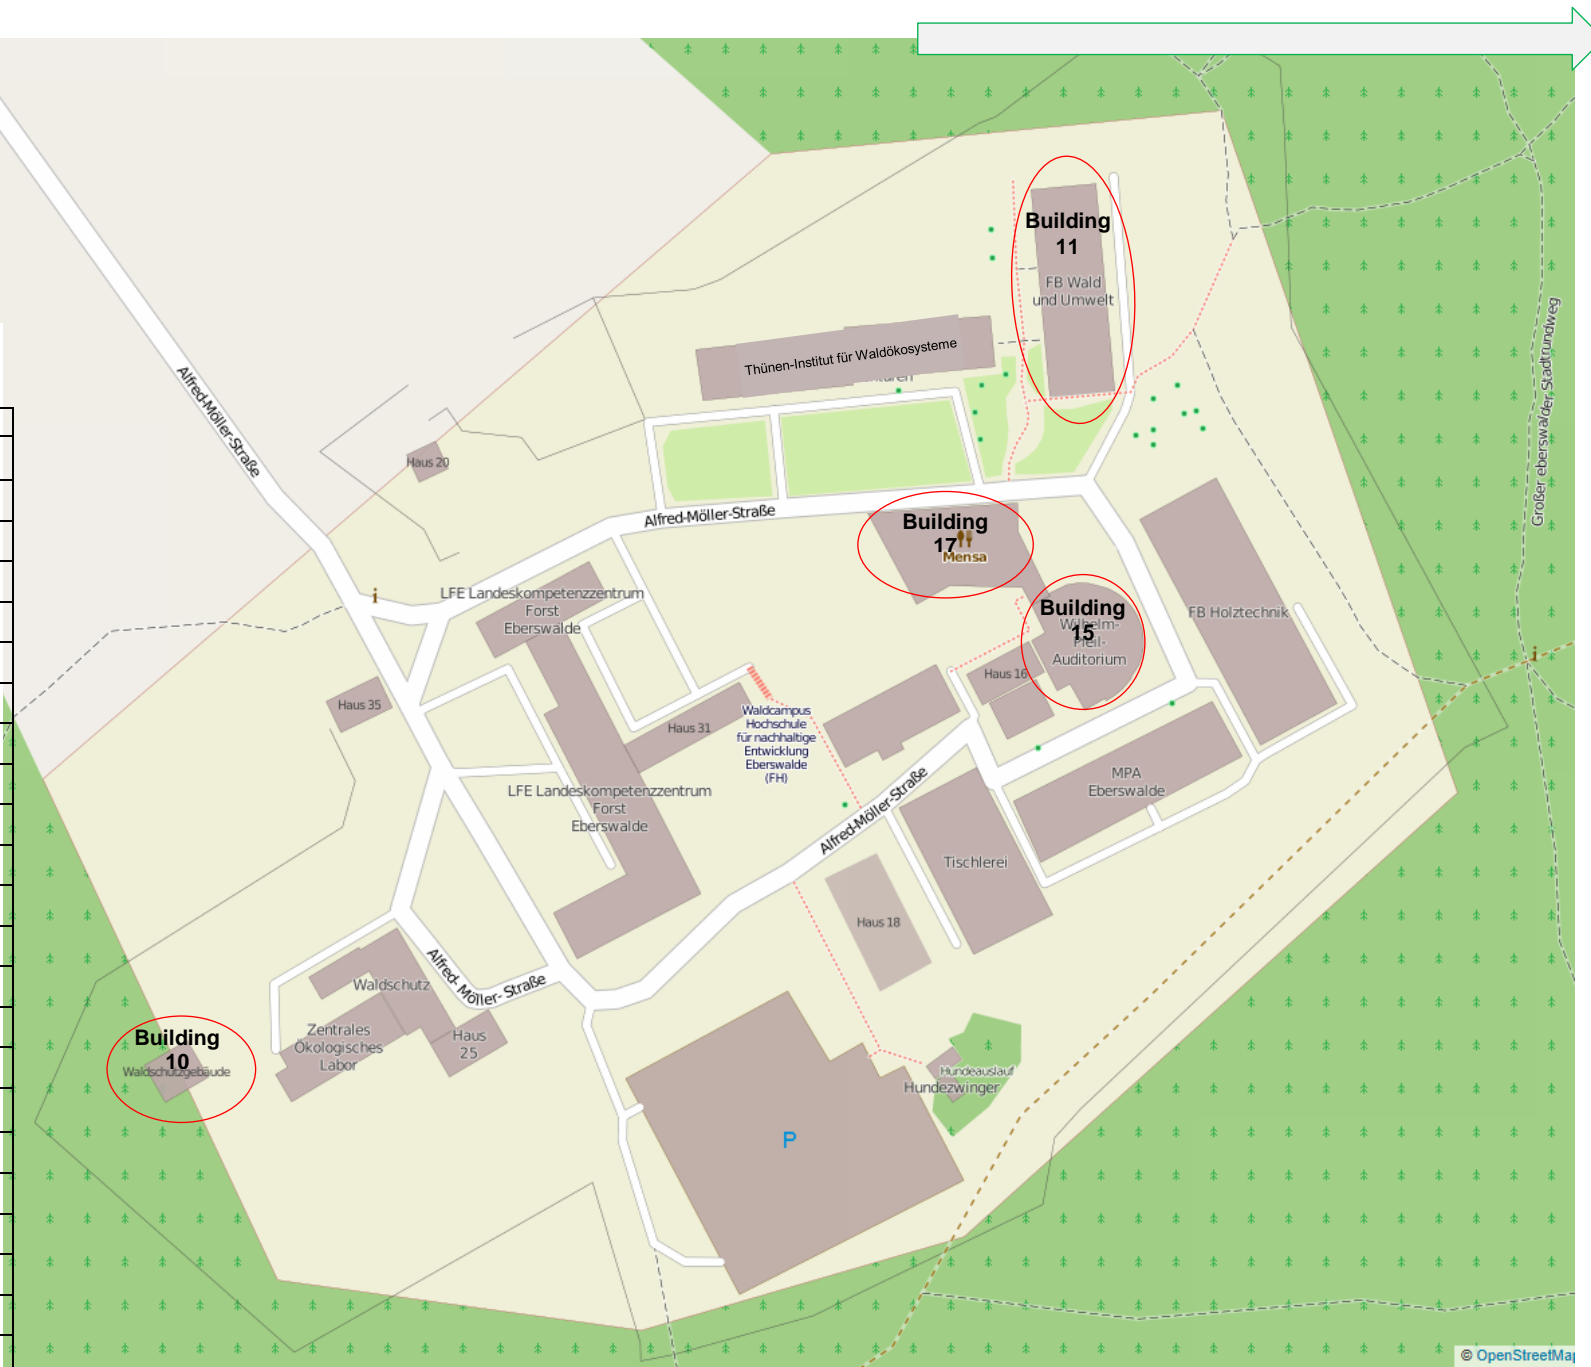 Building
11
FB Wald
und Umwelt
Thünen-Institut für Waldökosysteme
Alfred-Möller-Straße
Großer eberswalder Stadtrundweg
Haus 20
Alfred-Möller-Straße
Building
17
Mensa
i
LFE Landeskompetenzzentrum
Forst
Eberswalde
Building
15
Wilhelm-
Pfeil-
Auditorium
FB Holztechnik
i
Haus 16
Haus 35
Haus 31
Waldcampus
Hochschule
für nachhaltige
Entwicklung
Eberswalde
(FH)
LFE Landeskompetenzzentrum
Forst
Eberswalde
MPA
Eberswalde
Alfred-Möller-Straße
Tischlerei
Haus 18
Waldschutz
Alfred- Möller- Straße
Zentrales
Ökologisches
Labor
Haus
25
Building
10
Waldschutzgebäude
Hundeauslauf
Hundezwinger
P
© OpenStreetMap